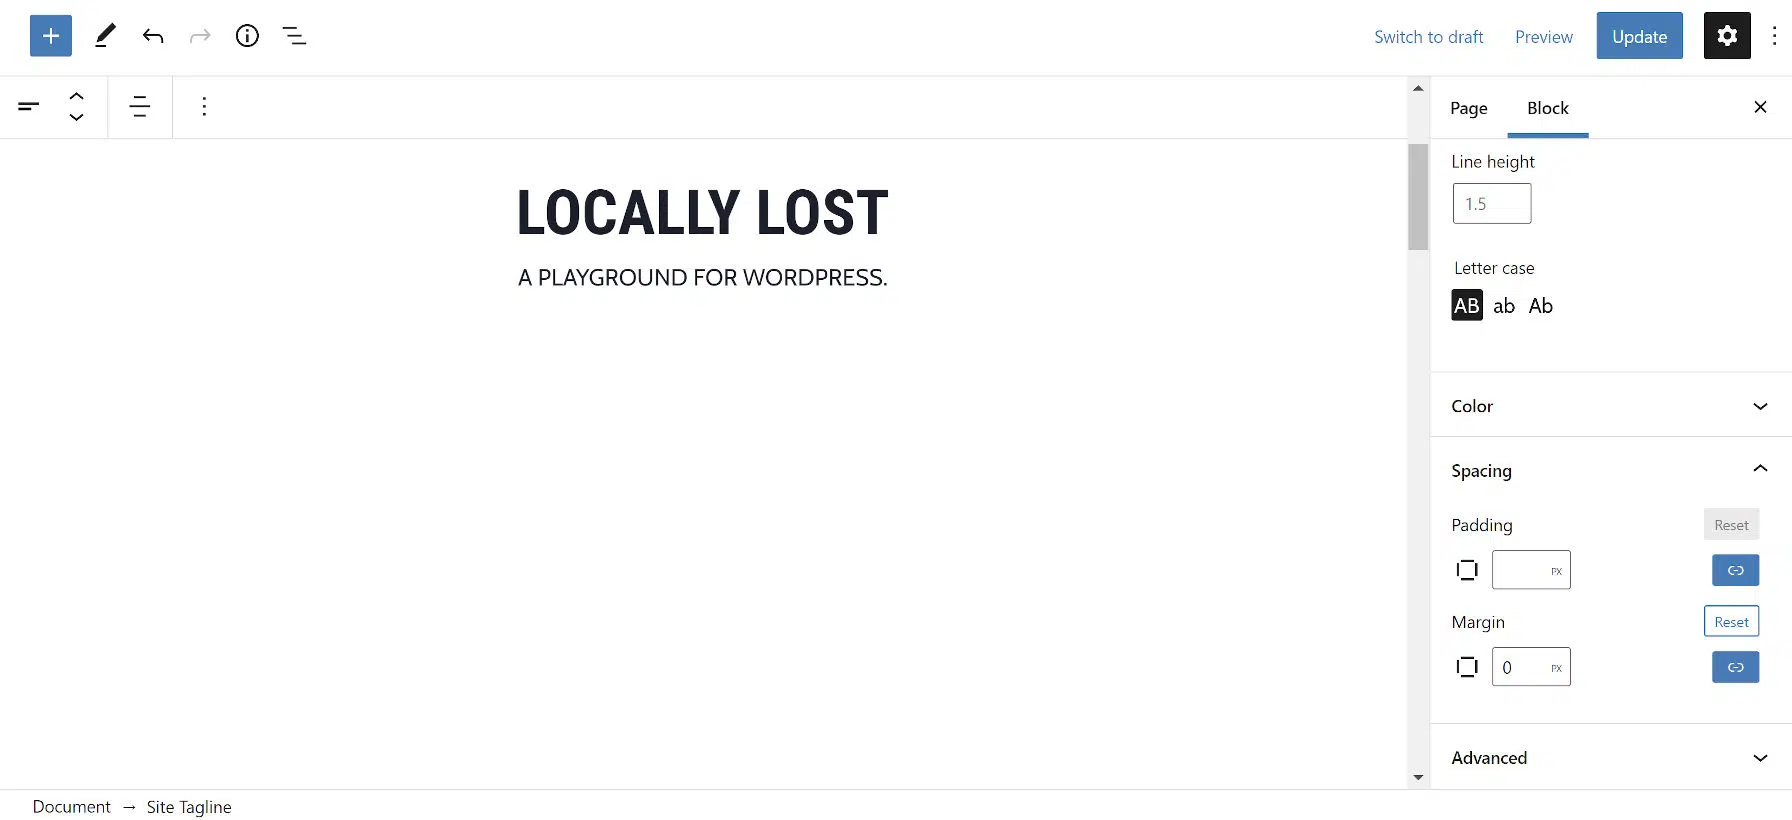 Switch to draft
Preview
Update
Page
Block
LOCALLY LOST
A PLAYGROUND FOR WORDPRESS.
Line height
1.5
Letter case
AB ab Ab
Color
Spacing
Padding
Reset
PX
Margin
Reset
0 PX
Advanced
Document → Site Tagline